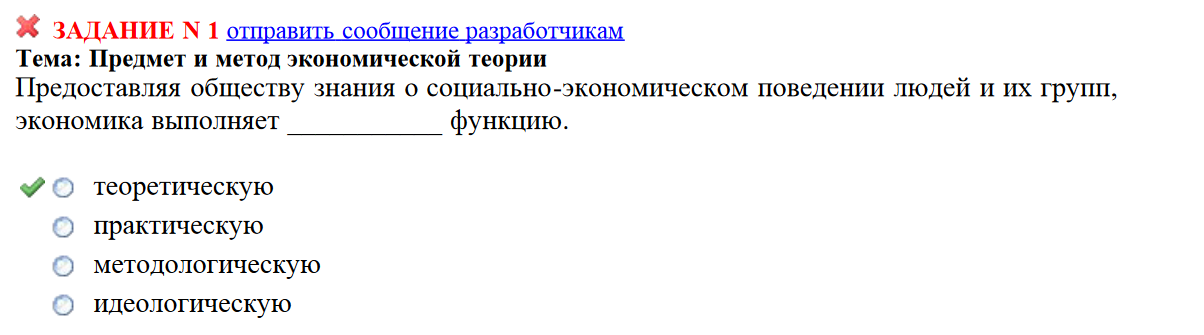 ЗАДАНИЕ N 1 отправить сообщение разработчикам
Тема: Предмет и метод экономической теории
Предоставляя обществу знания о социально-экономическом поведении людей и их групп,
экономика выполняет ___________ функцию.
теоретическую
практическую
методологическую
идеологическую